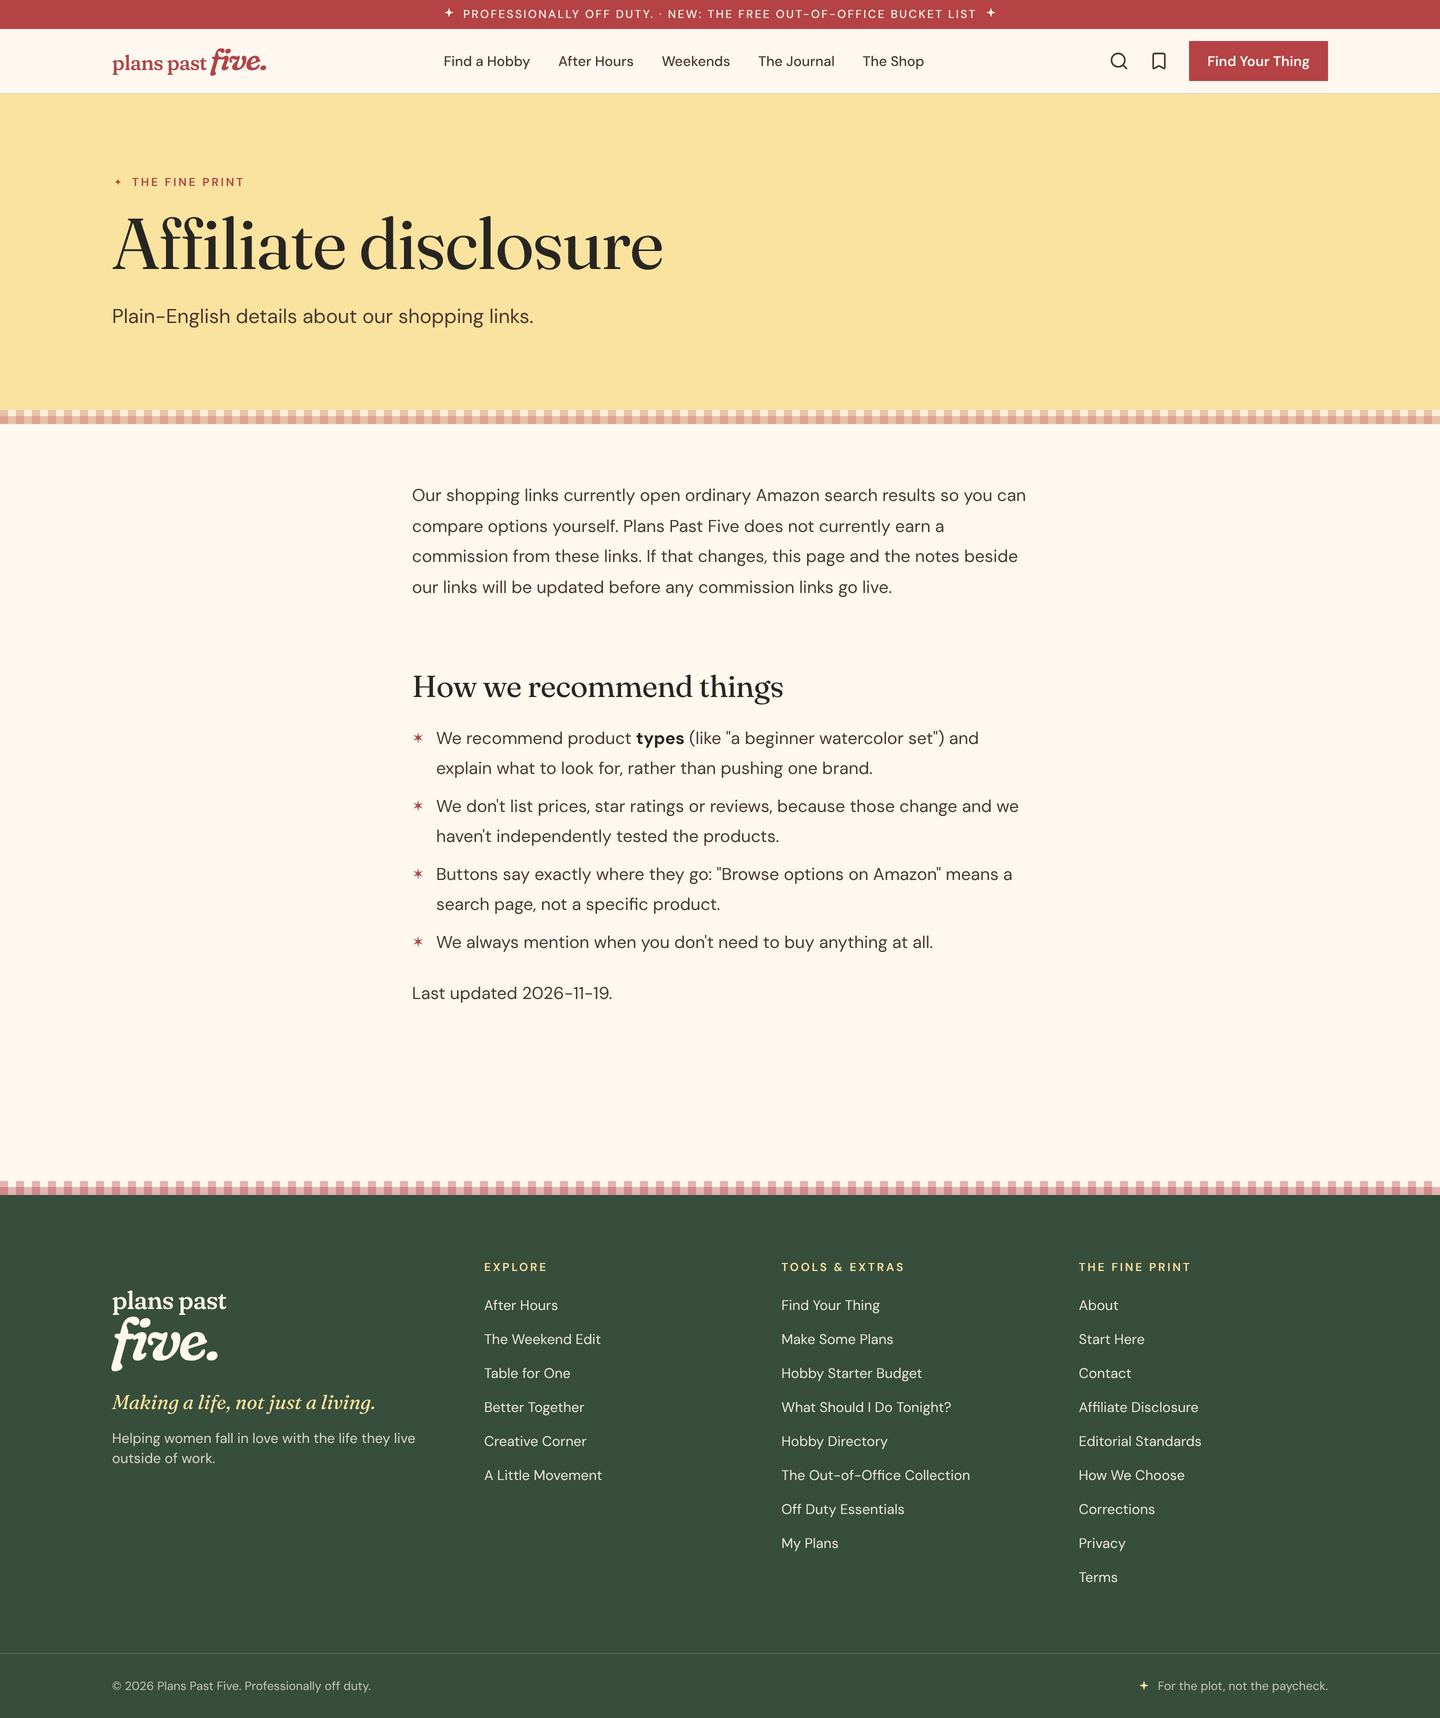 PROFESSIONALLY OFF DUTY. · NEW: THE FREE OUT-OF-OFFICE BUCKET LIST
plans past five.
Find a Hobby
After Hours
Weekends
The Journal
The Shop
Find Your Thing
THE FINE PRINT
Affiliate disclosure
Plain-English details about our shopping links.
Our shopping links currently open ordinary Amazon search results so you can
compare options yourself. Plans Past Five does not currently earn a
commission from these links. If that changes, this page and the notes beside
our links will be updated before any commission links go live.
How we recommend things
We recommend product types (like "a beginner watercolor set") and
explain what to look for, rather than pushing one brand.
We don't list prices, star ratings or reviews, because those change and we
haven't independently tested the products.
Buttons say exactly where they go: "Browse options on Amazon" means a
search page, not a specific product.
We always mention when you don't need to buy anything at all.
Last updated 2026-11-19.
plans past
five.
Making a life, not just a living.
Helping women fall in love with the life they live
outside of work.
EXPLORE
After Hours
The Weekend Edit
Table for One
Better Together
Creative Corner
A Little Movement
TOOLS & EXTRAS
Find Your Thing
Make Some Plans
Hobby Starter Budget
What Should I Do Tonight?
Hobby Directory
The Out-of-Office Collection
Off Duty Essentials
My Plans
THE FINE PRINT
About
Start Here
Contact
Affiliate Disclosure
Editorial Standards
How We Choose
Corrections
Privacy
Terms
© 2026 Plans Past Five. Professionally off duty.
For the plot, not the paycheck.